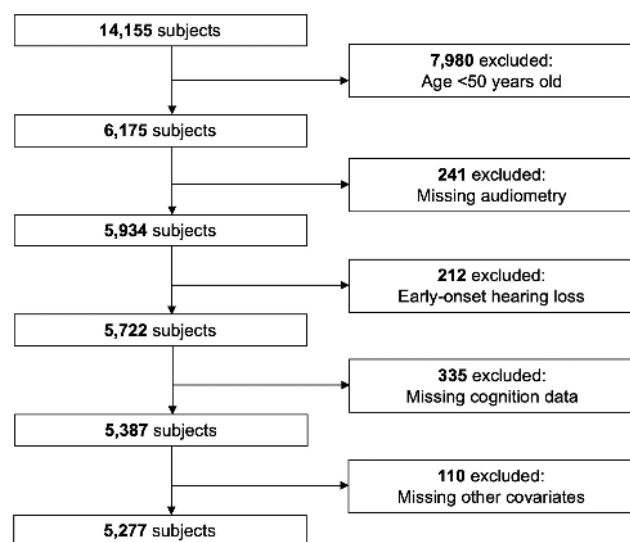 14,155 subjects
7,980 excluded:
Age <50 years old
6,175 subjects
241 excluded:
Missing audiometry
5,934 subjects
212 excluded:
Early-onset hearing loss
5,722 subjects
335 excluded:
Missing cognition data
5,387 subjects
110 excluded:
Missing other covariates
5,277 subjects